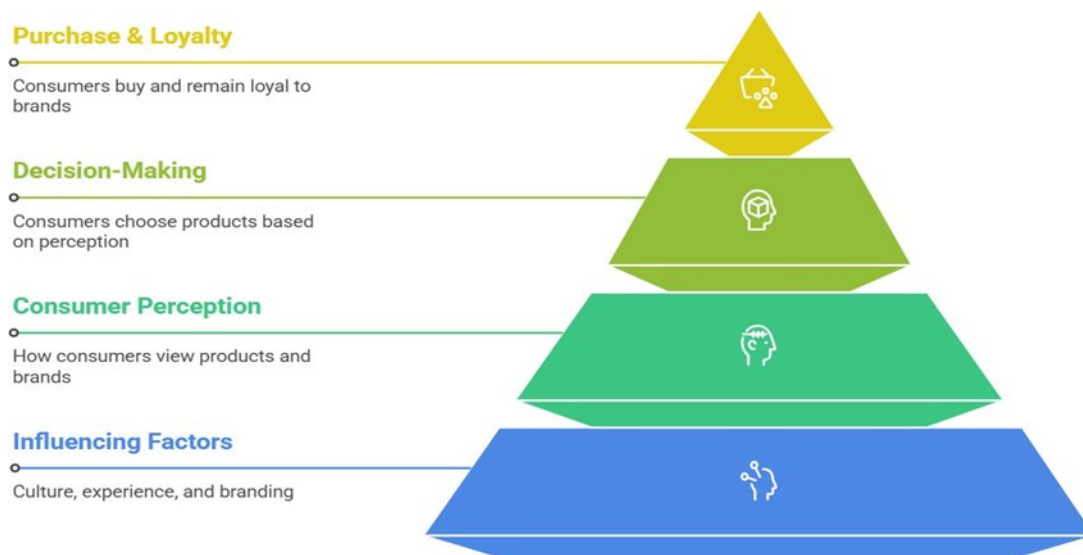 Purchase & Loyalty
Consumers buy and remain loyal to
brands
Decision-Making
Consumers choose products based
on perception
Consumer Perception
How consumers view products and
brands
Influencing Factors
Culture, experience, and branding